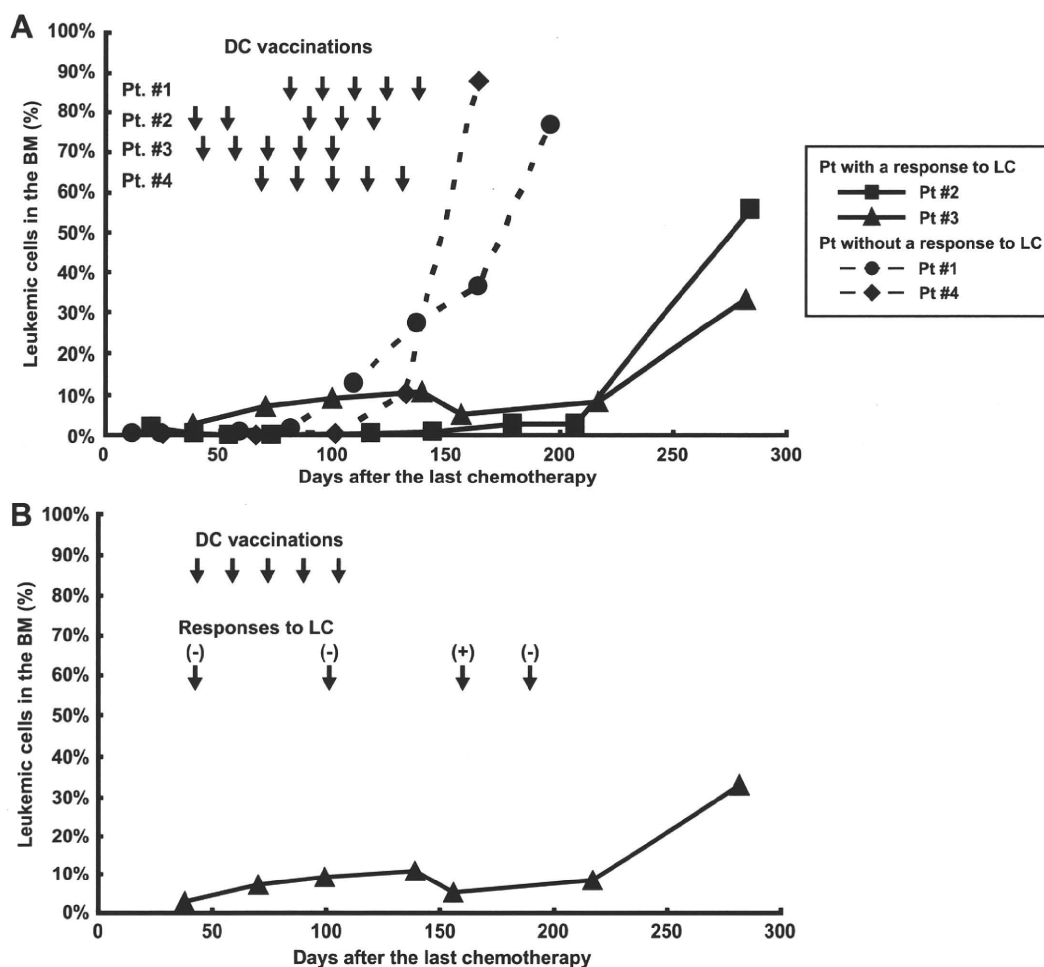 A
100%
90%
80%
70%
60%
50%
40%
30%
20%
10%
0%
Leukemic cells in the BM (%)
DC vaccinations
Pt. #1
Pt. #2
Pt. #3
Pt. #4
0 50 100 150 200 250 300
Days after the last chemotherapy
Pt with a response to LC
Pt #2
Pt #3
Pt without a response to LC
Pt #1
Pt #4
B
100%
90%
80%
70%
60%
50%
40%
30%
20%
10%
0%
Leukemic cells in the BM (%)
DC vaccinations
Responses to LC
(-) (-) (+) (-)
0 50 100 150 200 250 300
Days after the last chemotherapy